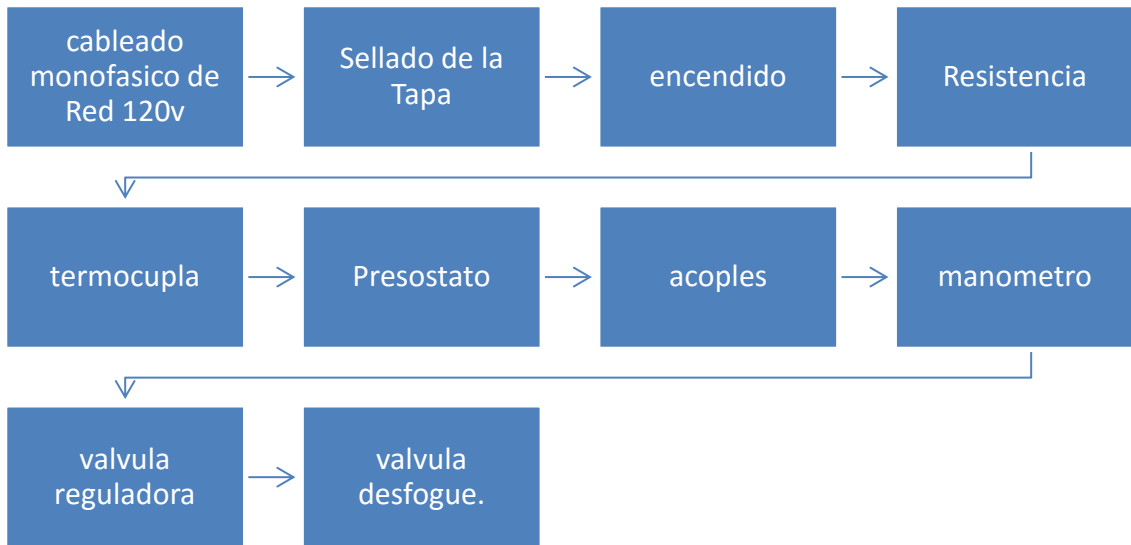 cableado
monofasico de
Red 120v
Sellado de la
Tapa
encendido
Resistencia
termocupla
Presostato
acoples
manometro
valvula
reguladora
valvula
desfogue.